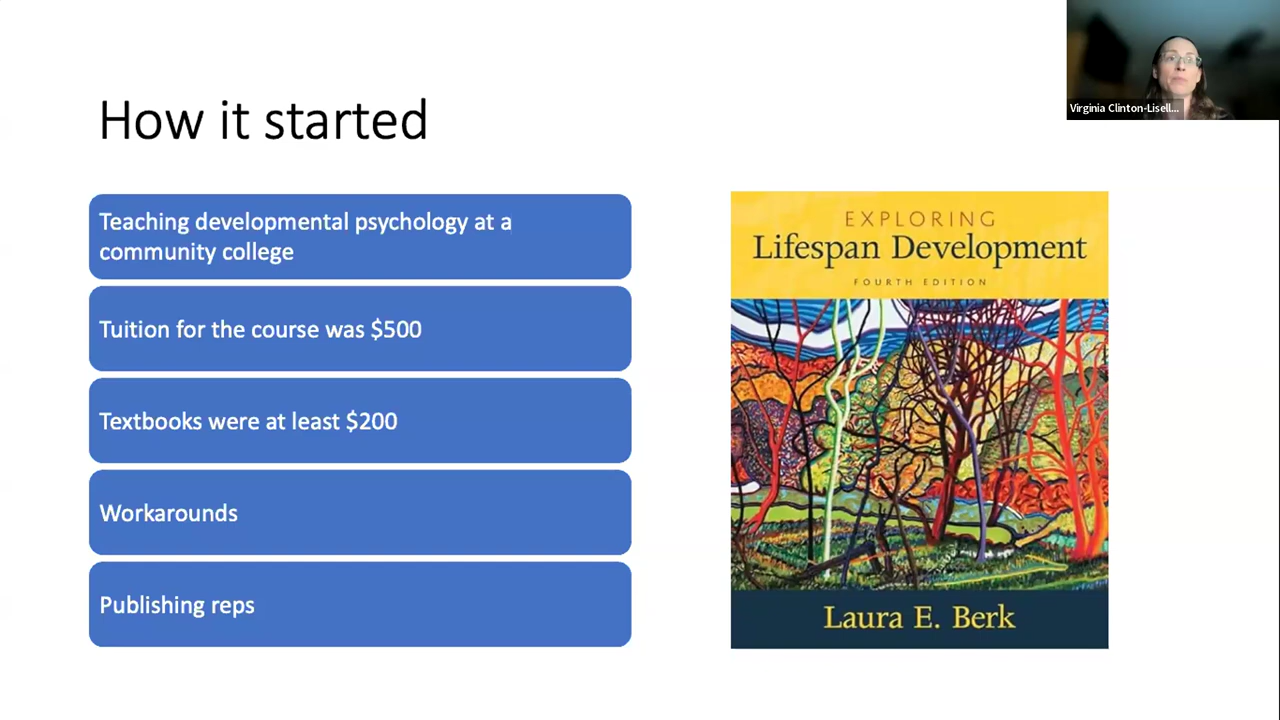 How it started
Teaching developmental psychology at a
community college
Tuition for the course was $500
Textbooks were at least $200
Workarounds
Publishing reps
EXPLORING
Lifespan Development
FOURTH EDITION
Laura E. Berk
Virginia Clinton-Lisell...